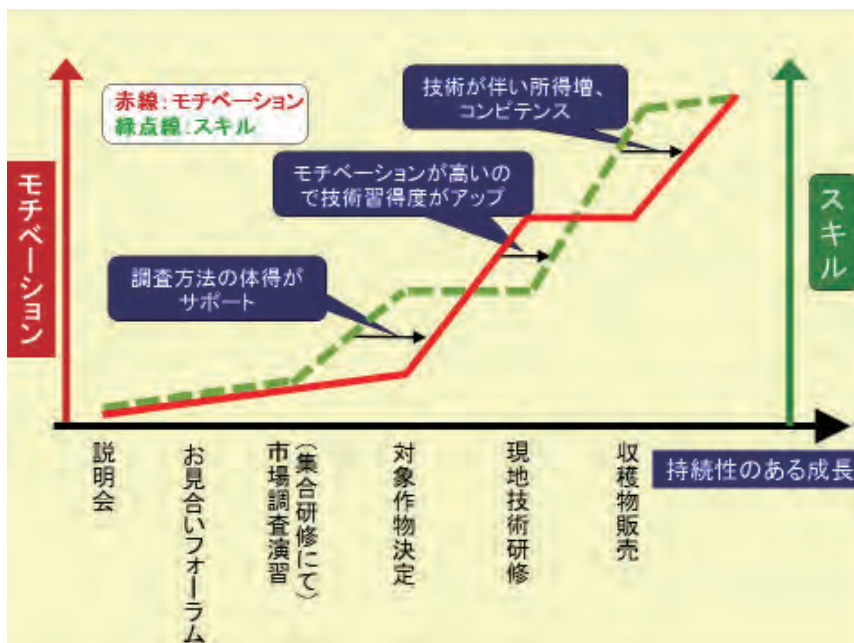 赤線:モチベーション
緑点線:スキル
技術が伴い所得増、
コンピテンス
モチベーションが高いの
で技術習得度がアップ
調査方法の体得が
サポート
モチベーション
スキル
説明会
お見合いフォーラム
(集合研修にて)
市場調査演習
対象作物決定
現地技術研修
収穫物販売
持続性のある成長